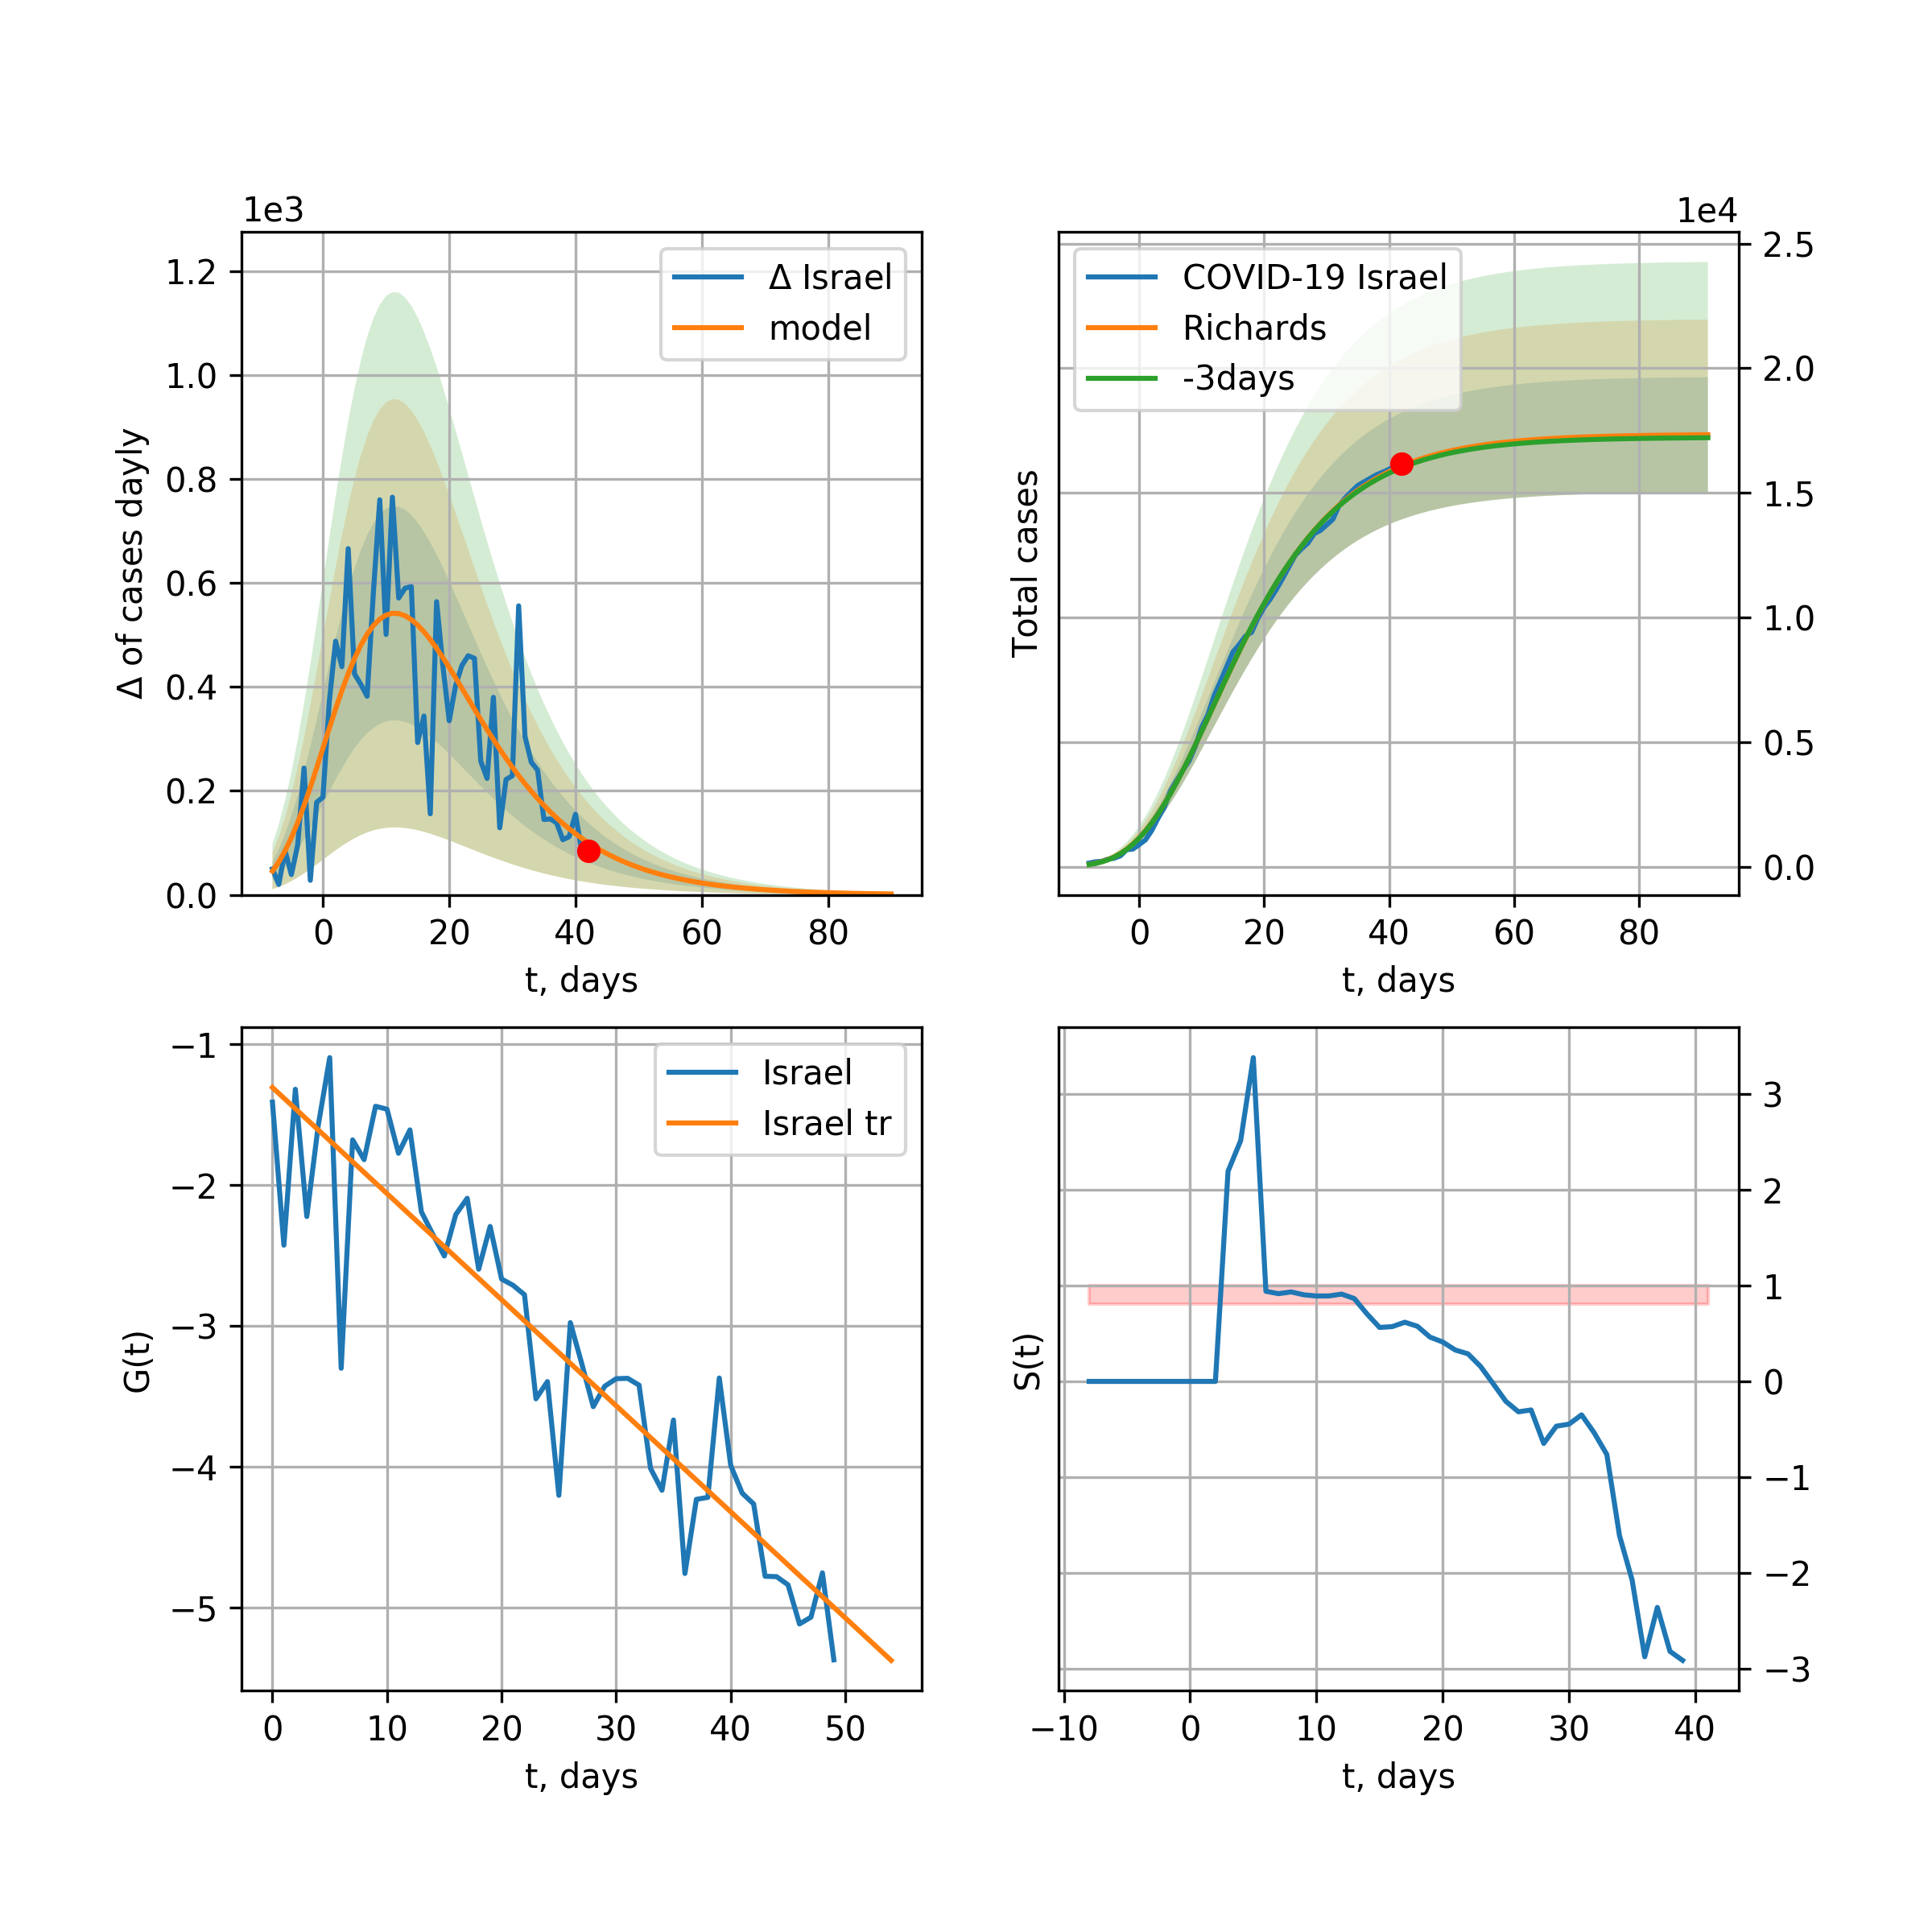 1e3
1.2
1.0
0.8
0.6
0.4
0.2
0.0
Δ of cases dayly
Δ Israel
model
0 20 40 60 80
t, days
1e4
2.5
2.0
1.5
1.0
0.5
0.0
Total cases
COVID-19 Israel
Richards
-3days
0 20 40 60 80
t, days
−1
−2
−3
−4
−5
G(t)
Israel
Israel tr
0 10 20 30 40 50
t, days
3
2
1
0
−1
−2
−3
S(t)
−10 0 10 20 30 40
t, days